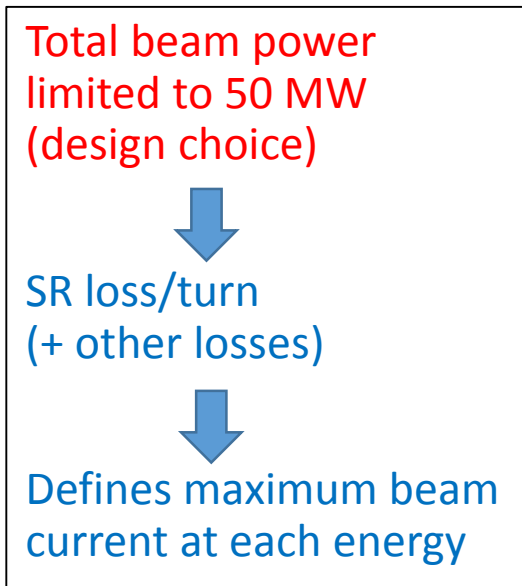 Total beam power
limited to 50 MW
(design choice)
SR loss/turn
(+ other losses)
Defines maximum beam
current at each energy